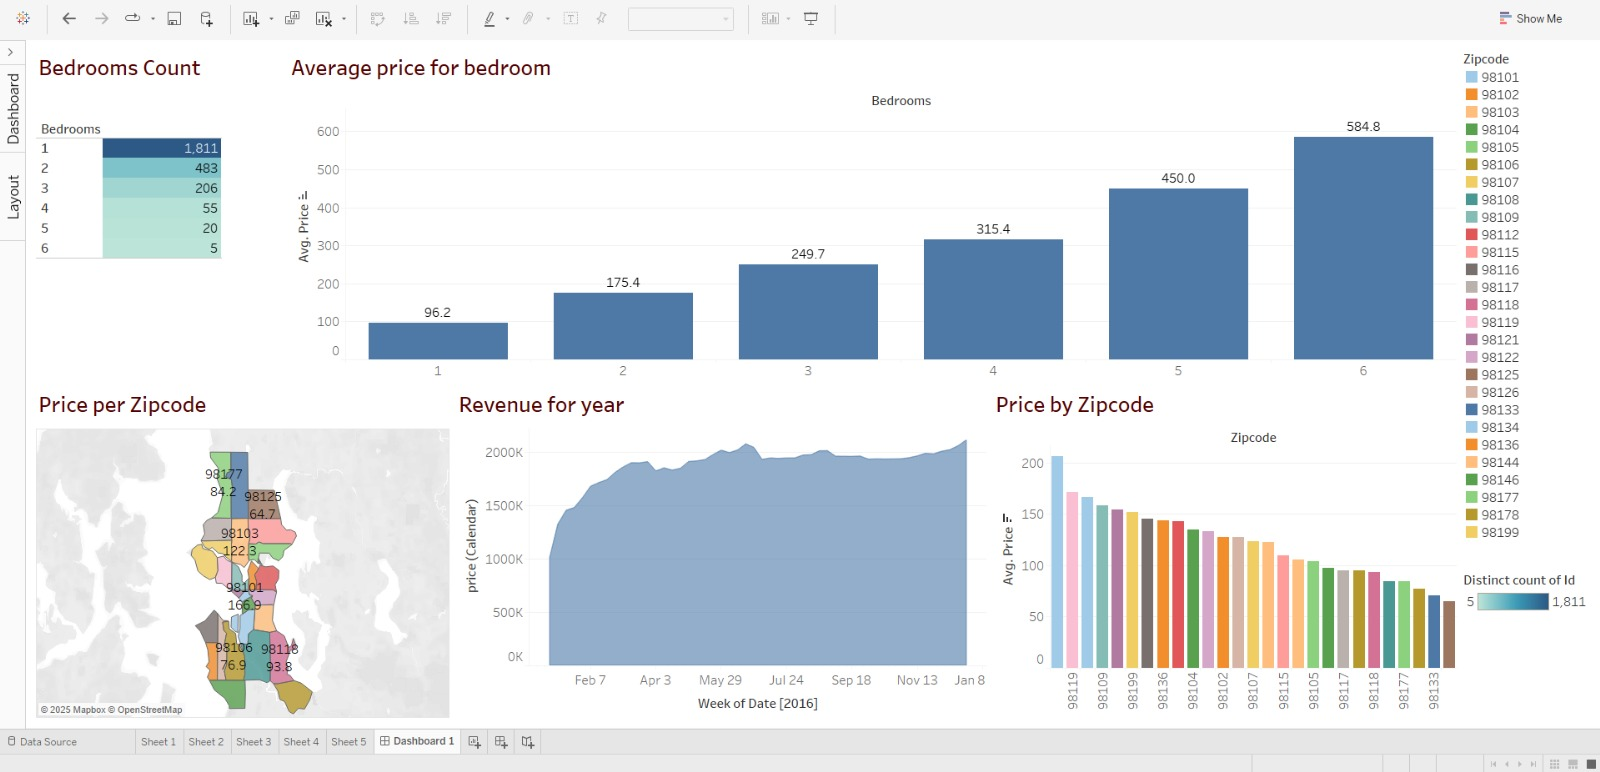 Show Me
Dashboard
Layout
Bedrooms Count
Bedrooms
1 1,811
2 483
3 206
4 55
5 20
6 5
Average price for bedroom
Bedrooms
Avg. Price
600
500
400
300
200
100
0
96.2
175.4
249.7
315.4
450.0
584.8
1 2 3 4 5 6
Price per Zipcode
98177
84.2
98125
64.7
98103
122.3
98101
166.9
98106
76.9
98118
93.8
© 2025 Mapbox © OpenStreetMap
Revenue for year
price (Calendar)
2000K
1500K
1000K
500K
0K
Feb 7 Apr 3 May 29 Jul 24 Sep 18 Nov 13 Jan 8
Week of Date [2016]
Price by Zipcode
Zipcode
Avg. Price
200
150
100
50
0
98119 98109 98199 98136 98104 98102 98107 98115 98105 98117 98118 98177 98133
Zipcode
98101
98102
98103
98104
98105
98106
98107
98108
98109
98112
98115
98116
98117
98118
98119
98121
98122
98125
98126
98133
98134
98136
98144
98146
98177
98178
98199
Distinct count of Id
5 1,811
Data Source Sheet 1 Sheet 2 Sheet 3 Sheet 4 Sheet 5 Dashboard 1